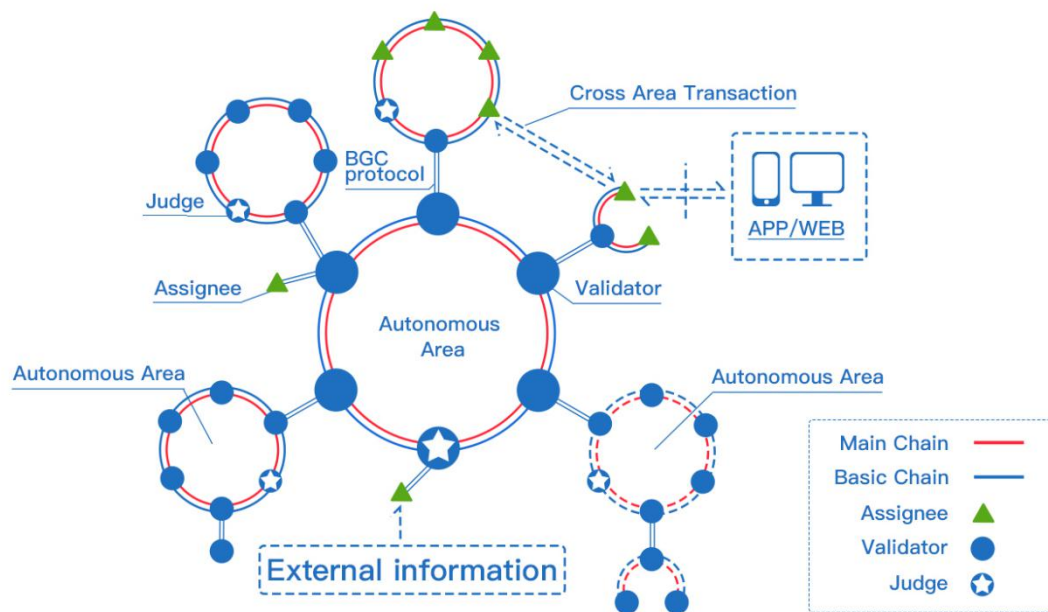 Cross Area Transaction
BGC
protocol
Judge
APP/WEB
Assignee
Validator
Autonomous
Area
Autonomous Area
Autonomous Area
Main Chain
Basic Chain
Assignee
Validator
Judge
External information